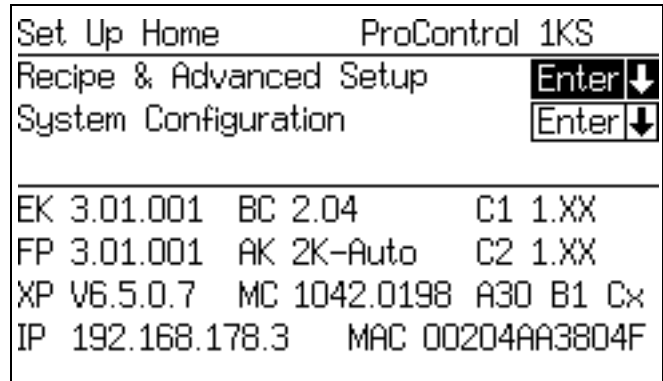 Set Up Home ProControl 1KS
Recipe & Advanced Setup Enter
System Configuration Enter
EK 3.01.001 BC 2.04 C1 1.XX
FP 3.01.001 AK 2K-Auto C2 1.XX
XP V6.5.0.7 MC 1042.0198 A30 B1 Cx
IP 192.168.178.3 MAC 00204AA3804F